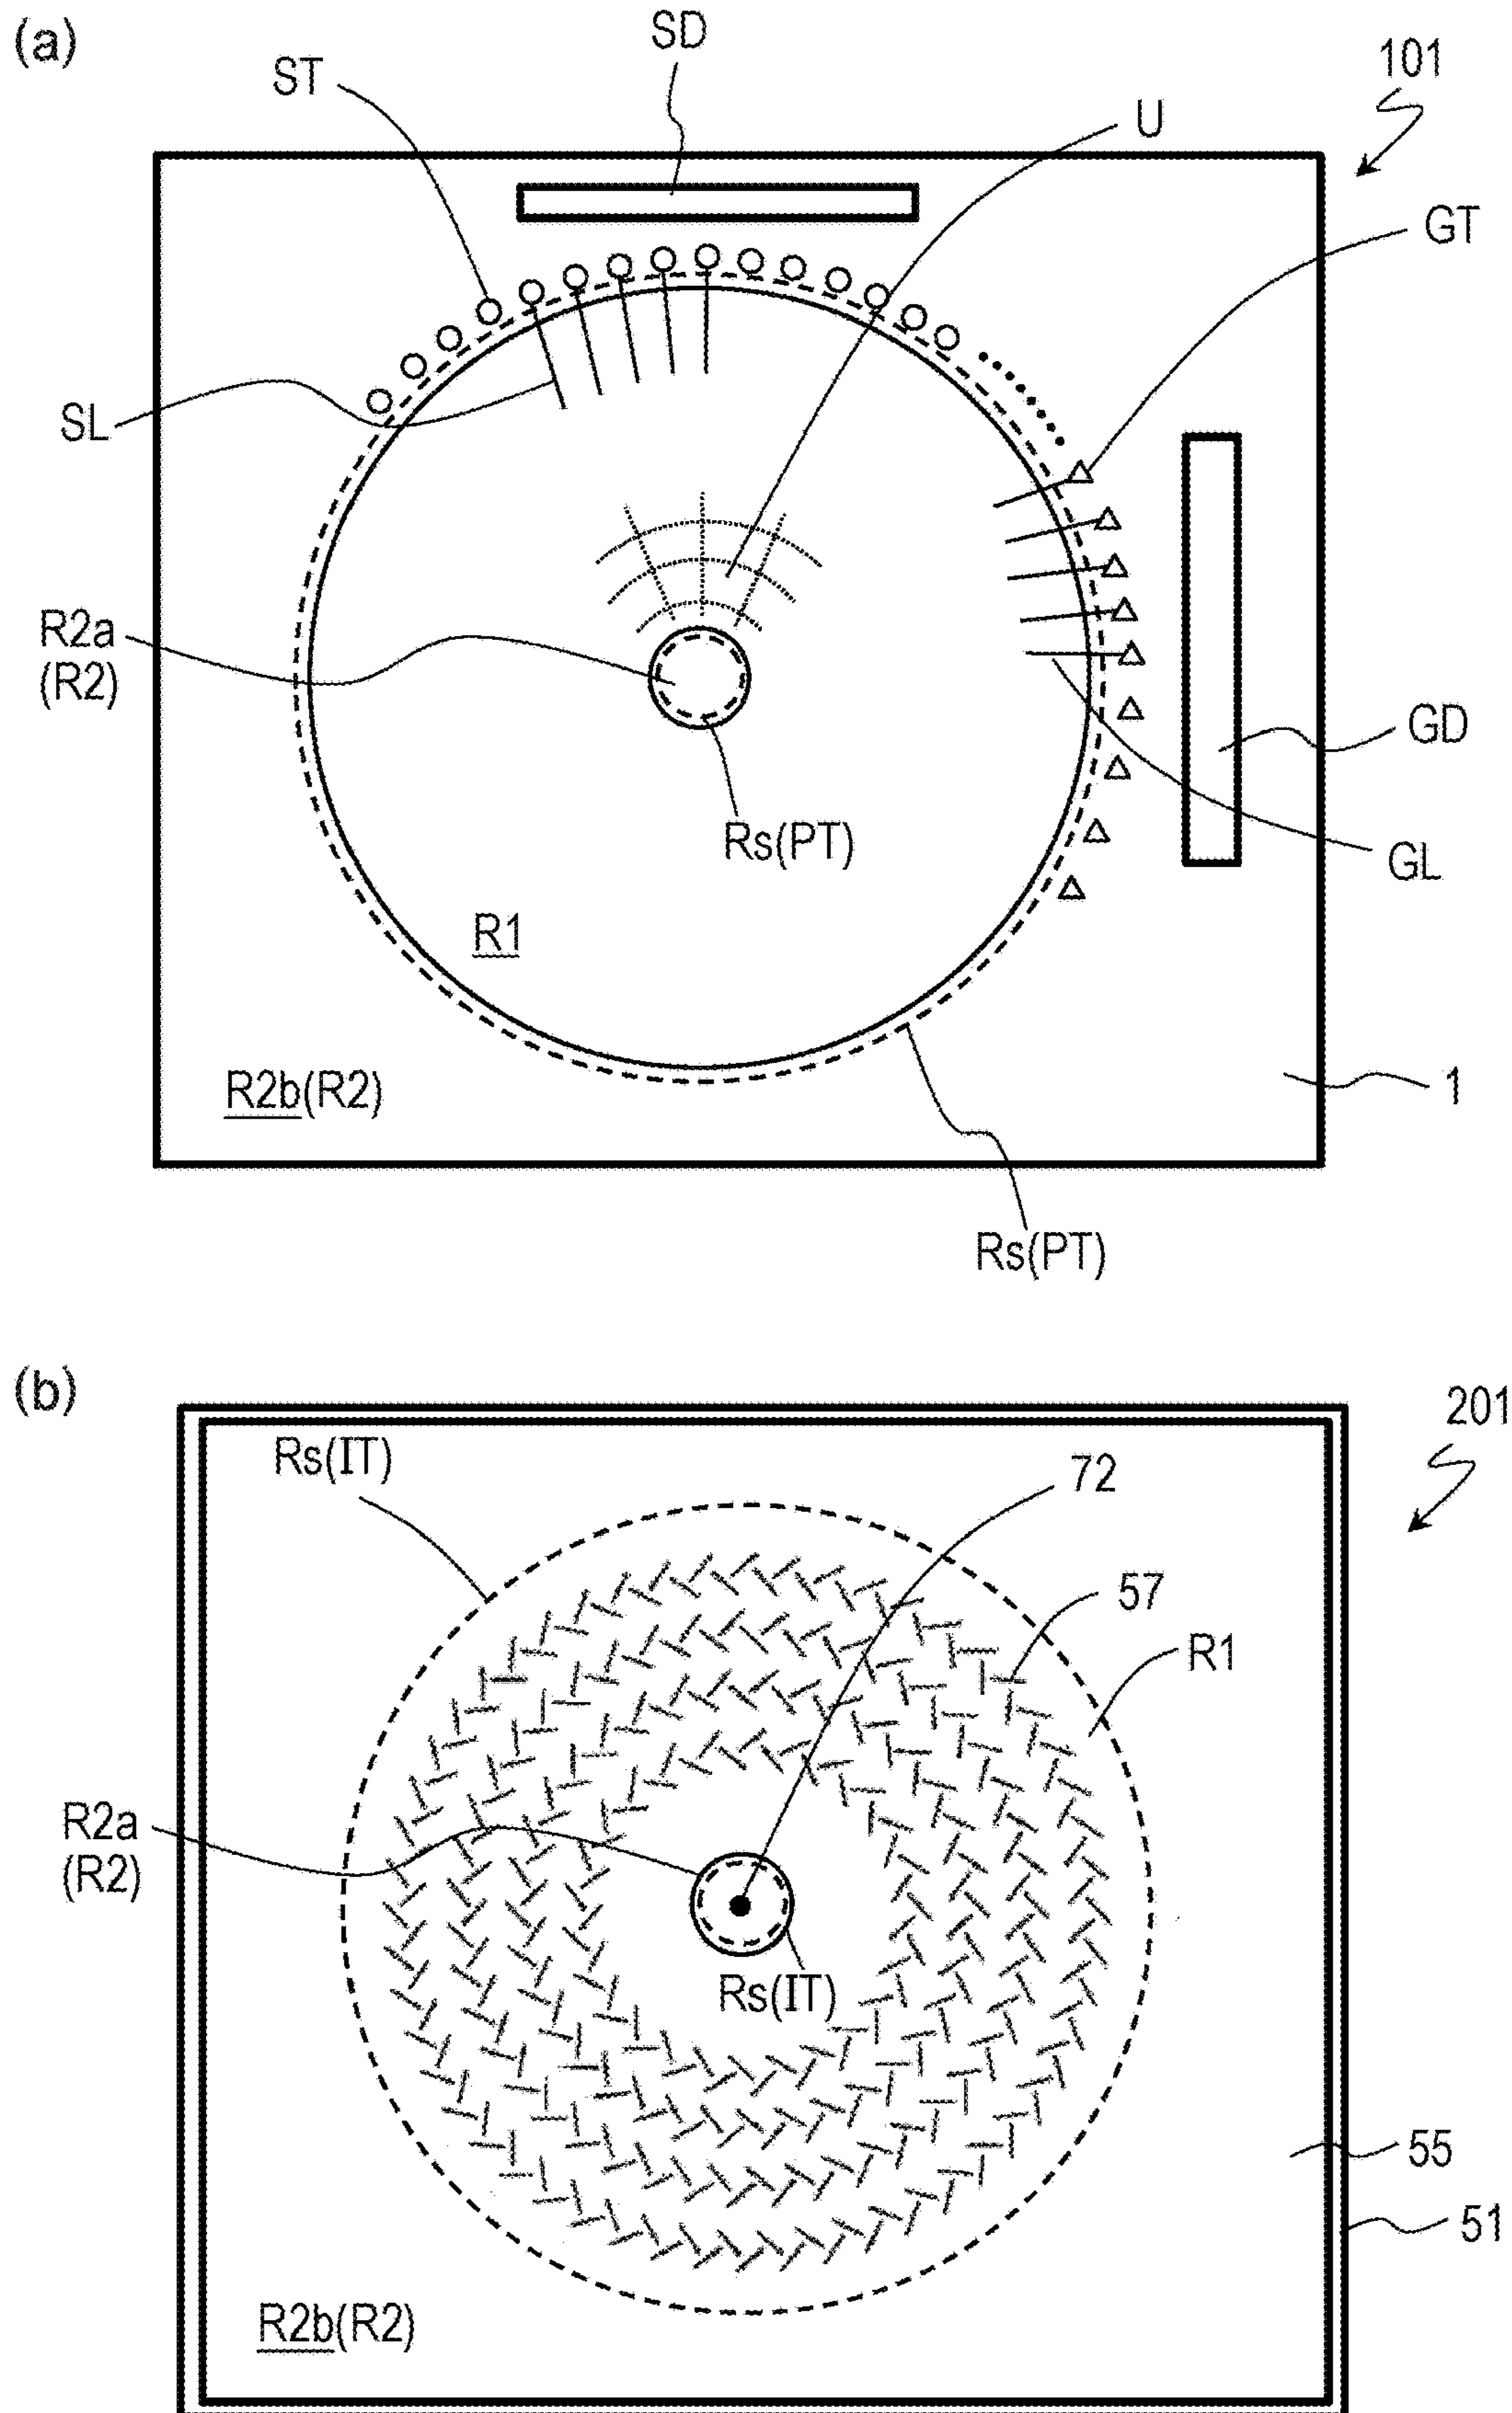 (a)
SD
ST
101
U
GT
SL
R2a
(R2)
GD
Rs(PT)
GL
R1
R2b(R2)
1
Rs(PT)
(b)
201
Rs(IT)
72
57
R1
R2a
(R2)
Rs(IT)
55
51
R2b(R2)